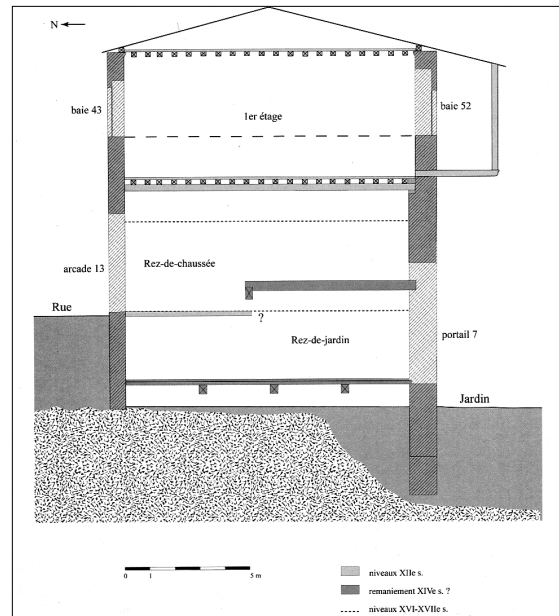 N
baie 43
1er étage
baie 52
arcade 13
Rez-de-chaussée
Rue
?
Rez-de-jardin
portail 7
Jardin
0 1 5 m
niveaux XIIe s.
remaniement XIVe s. ?
niveaux XVI-XVIIe s.